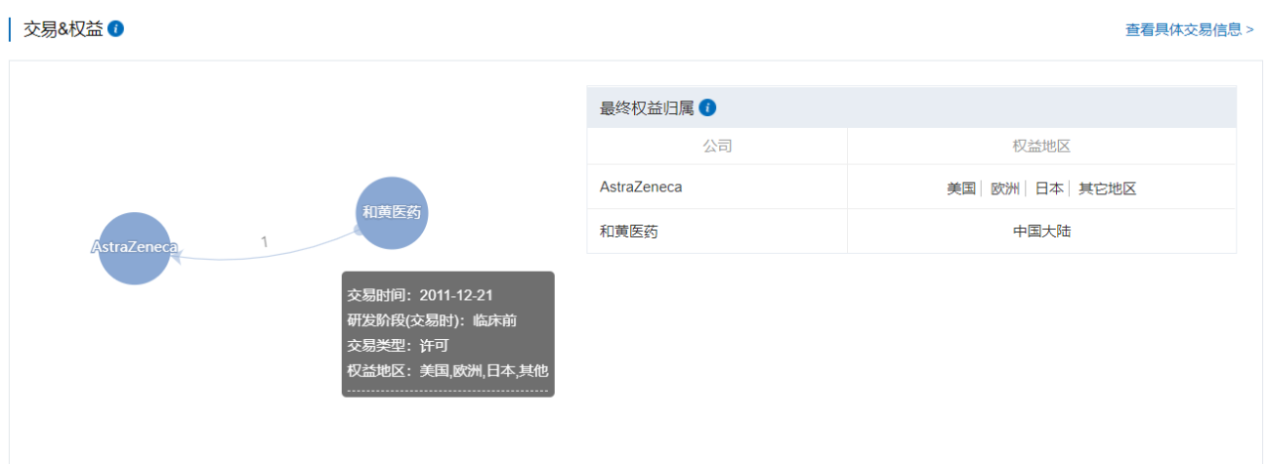 交易&权益
查看具体交易信息 >
最终权益归属
公司 权益地区
AstraZeneca 美国 欧洲 日本 其它地区
和黄医药 中国大陆
和黄医药
AstraZeneca
1
交易时间：2011-12-21
研发阶段(交易时)：临床前
交易类型：许可
权益地区：美国,欧洲,日本,其他